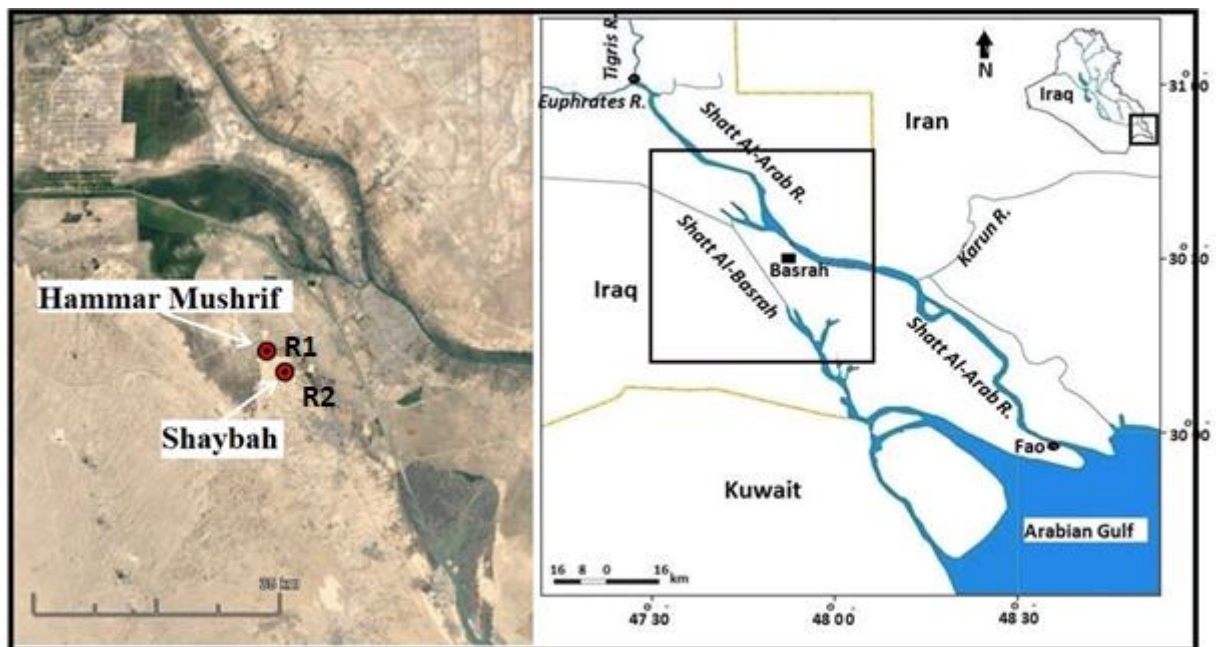 Hammar Mushrif
R1
R2
Shaybah
35 km
Tigris R.
Euphrates R.
Shatt Al-Arab R.
N
Iraq
Iran
Karun R.
Shatt Al-Basrah
Basrah
Iraq
Shatt Al-Arab R.
Fao
Kuwait
Arabian Gulf
16 8 0 16
km
31° 00'
30° 30'
30° 00'
47° 30
48° 00
48° 30